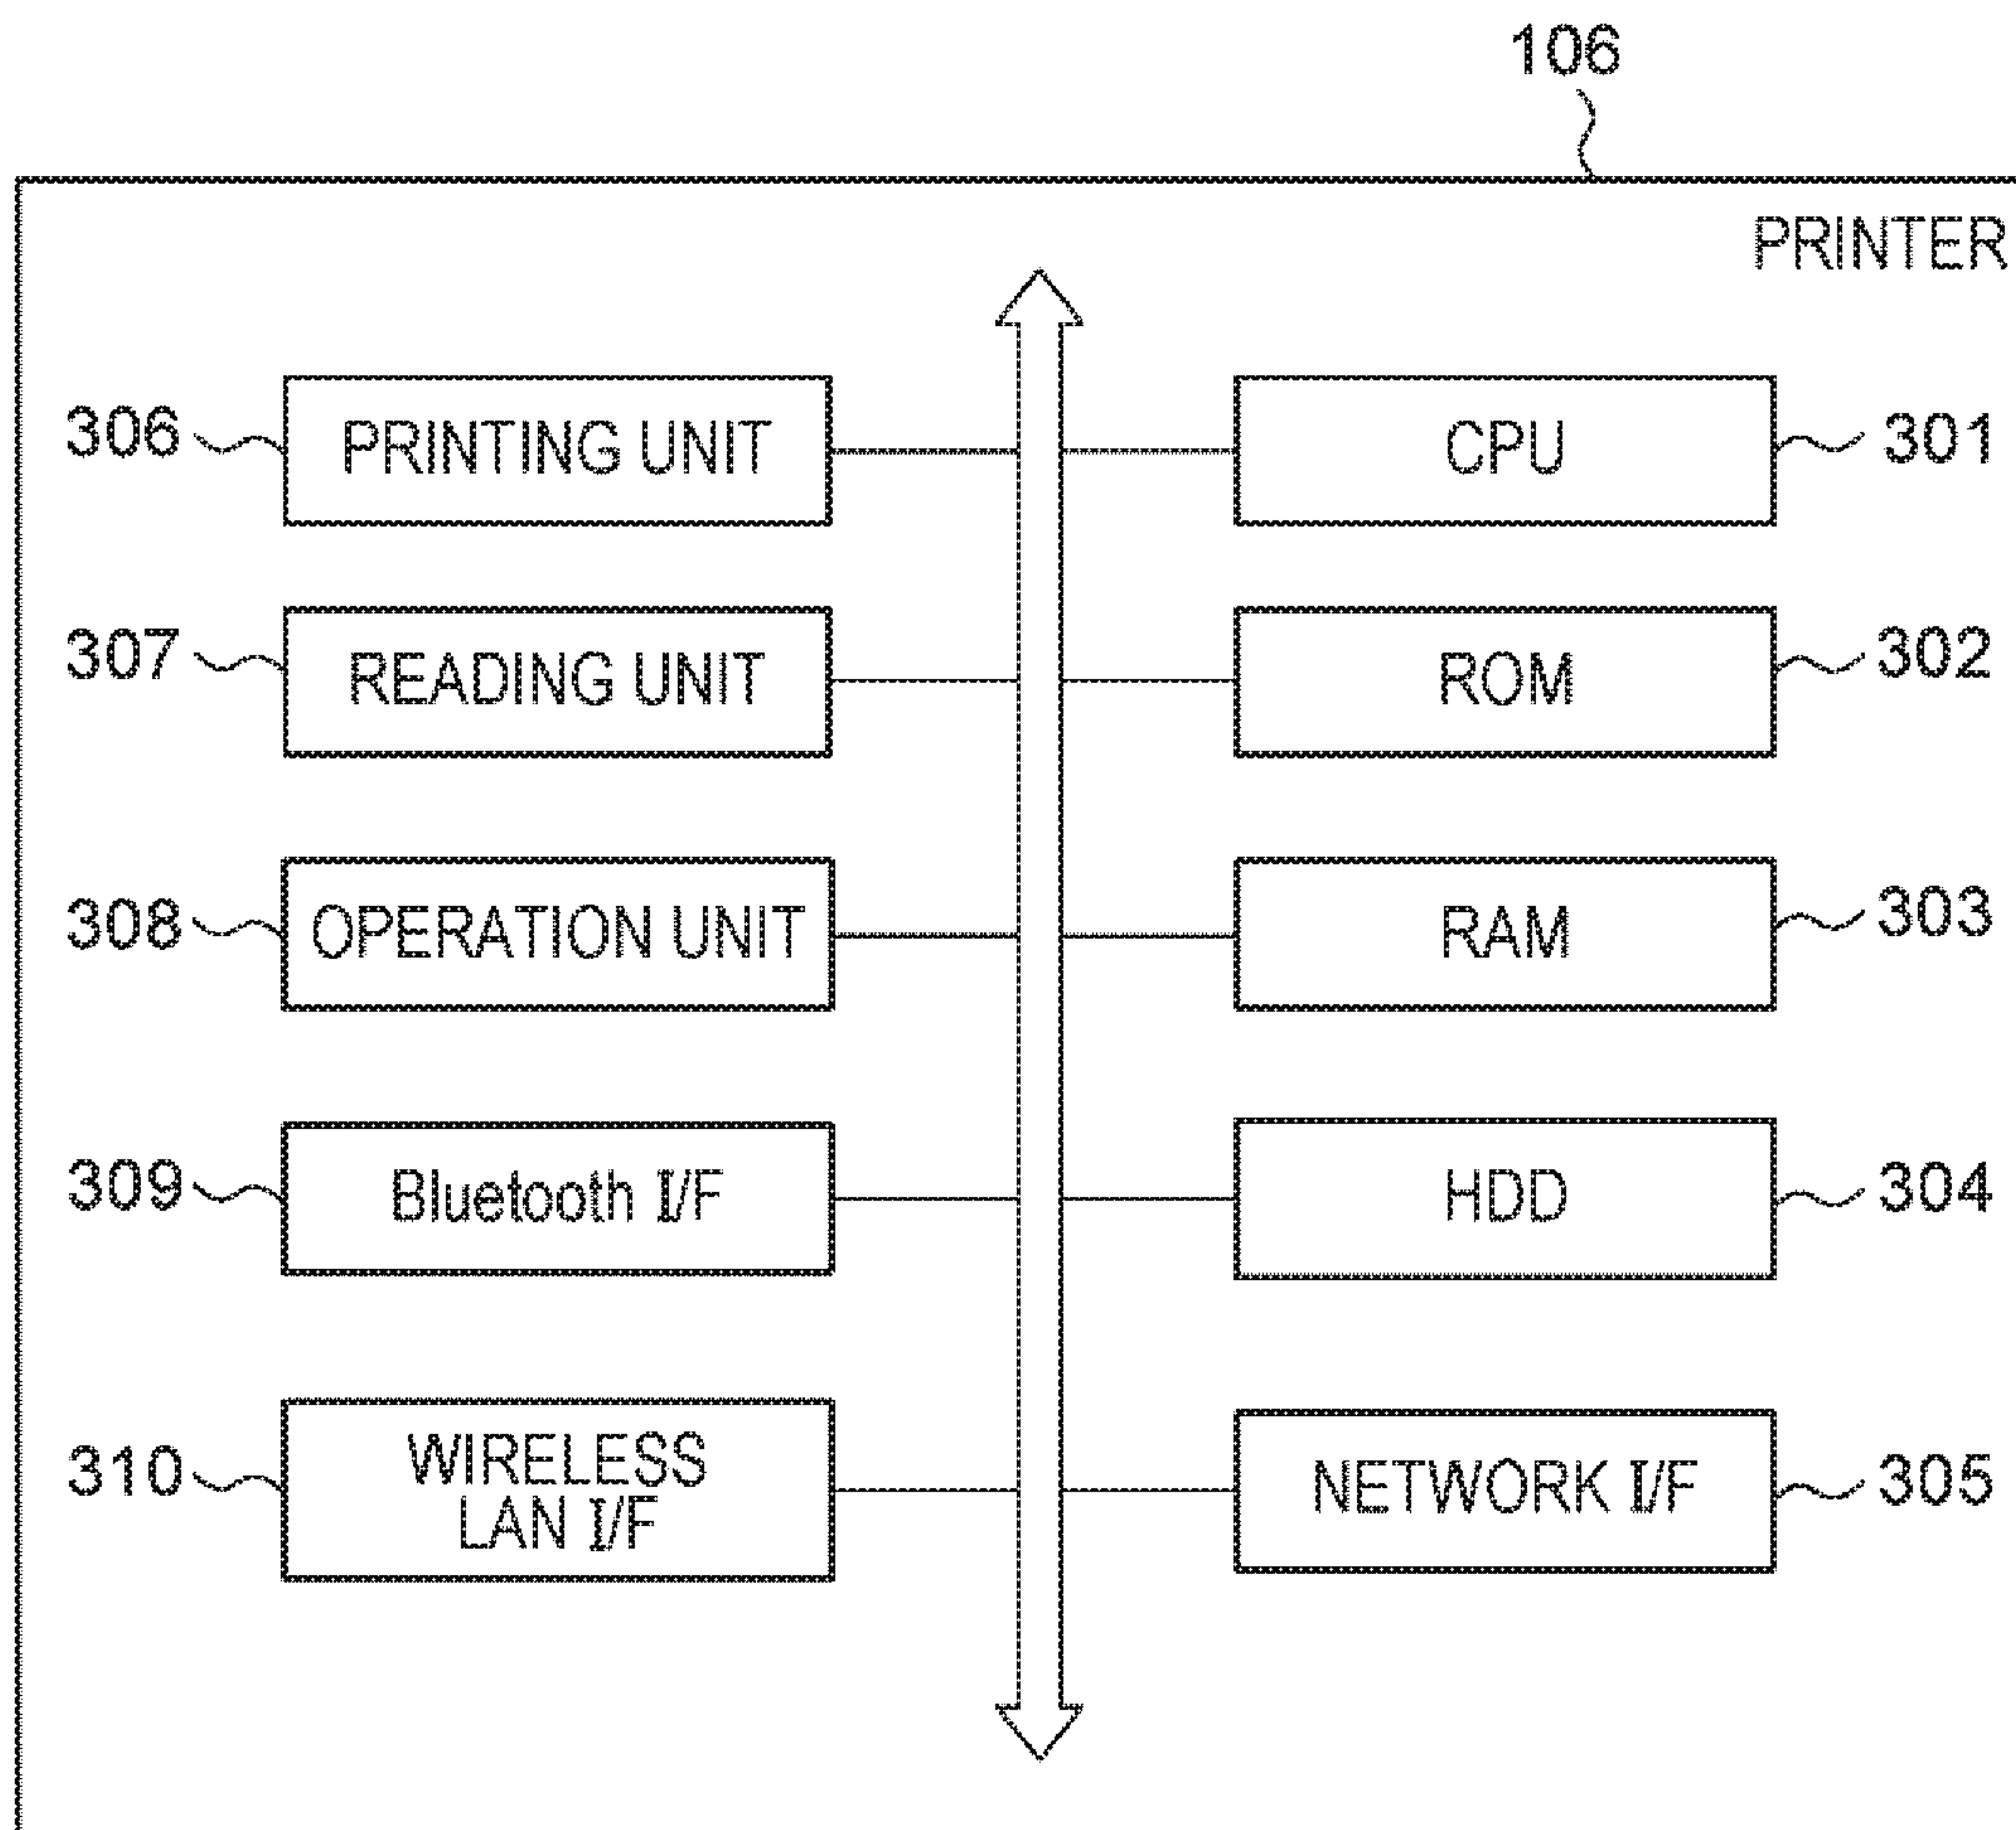 106
PRINTER
306 PRINTING UNIT CPU 301
307 READING UNIT ROM 302
308 OPERATION UNIT RAM 303
309 Bluetooth I/F HDD 304
310 WIRELESS
LAN I/F NETWORK I/F 305